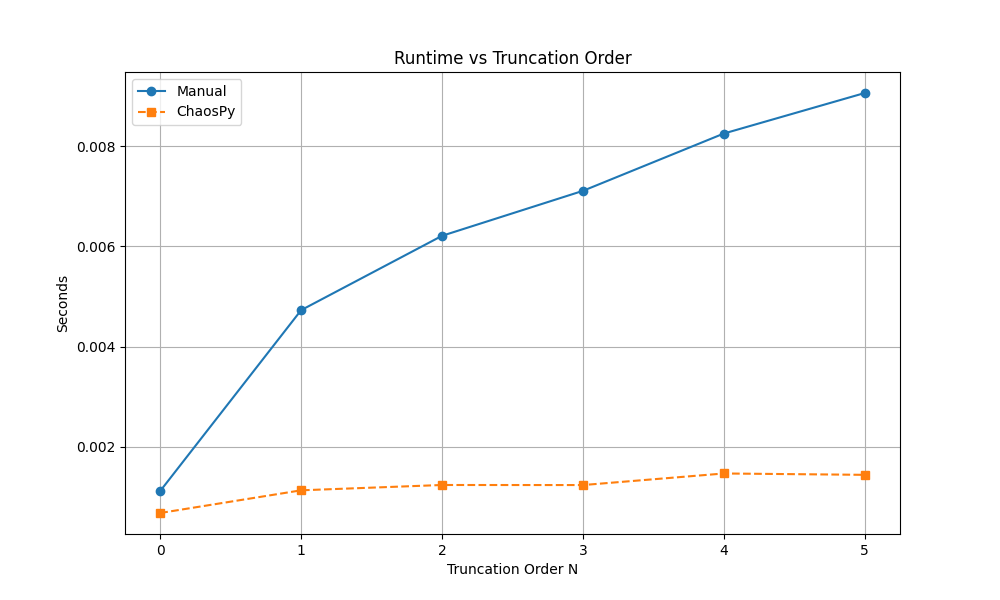 Runtime vs Truncation Order
Manual
ChaosPy
0.008
0.006
0.004
0.002
Seconds
0 1 2 3 4 5
Truncation Order N